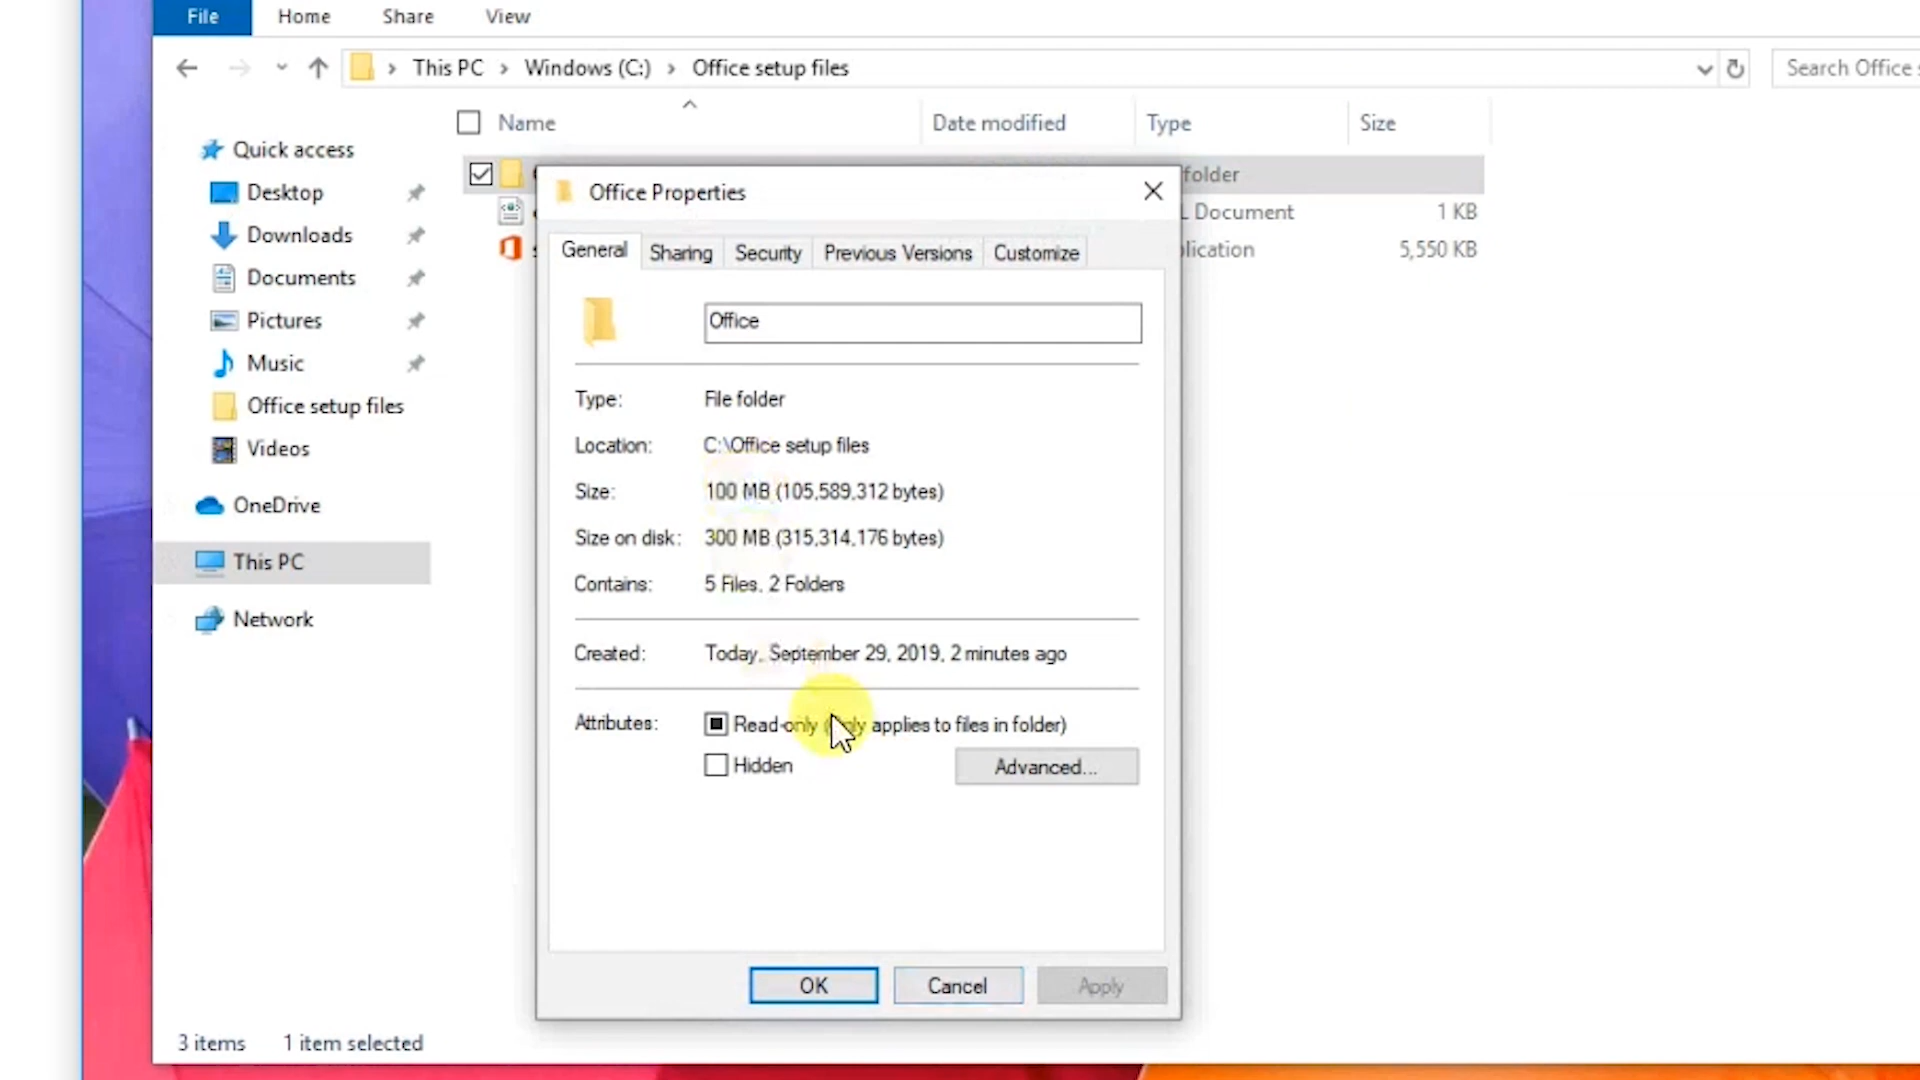 File Home Share View
This PC Windows (C:) Office setup files Search Office
Name Date modified Type Size
Quick access
Desktop
Downloads
Documents
Pictures
Music
Office setup files
Videos
OneDrive
This PC
Network
folder
L Document 1 KB
lication 5,550 KB
Office Properties
General Sharing Security Previous Versions Customize
Office
Type: File folder
Location: C:\Office setup files
Size: 100 MB (105,589,312 bytes)
Size on disk: 300 MB (315,314,176 bytes)
Contains: 5 Files, 2 Folders
Created: Today, September 29, 2019, 2 minutes ago
Attributes: Read-only (Only applies to files in folder)
Hidden Advanced...
OK Cancel Apply
3 items 1 item selected